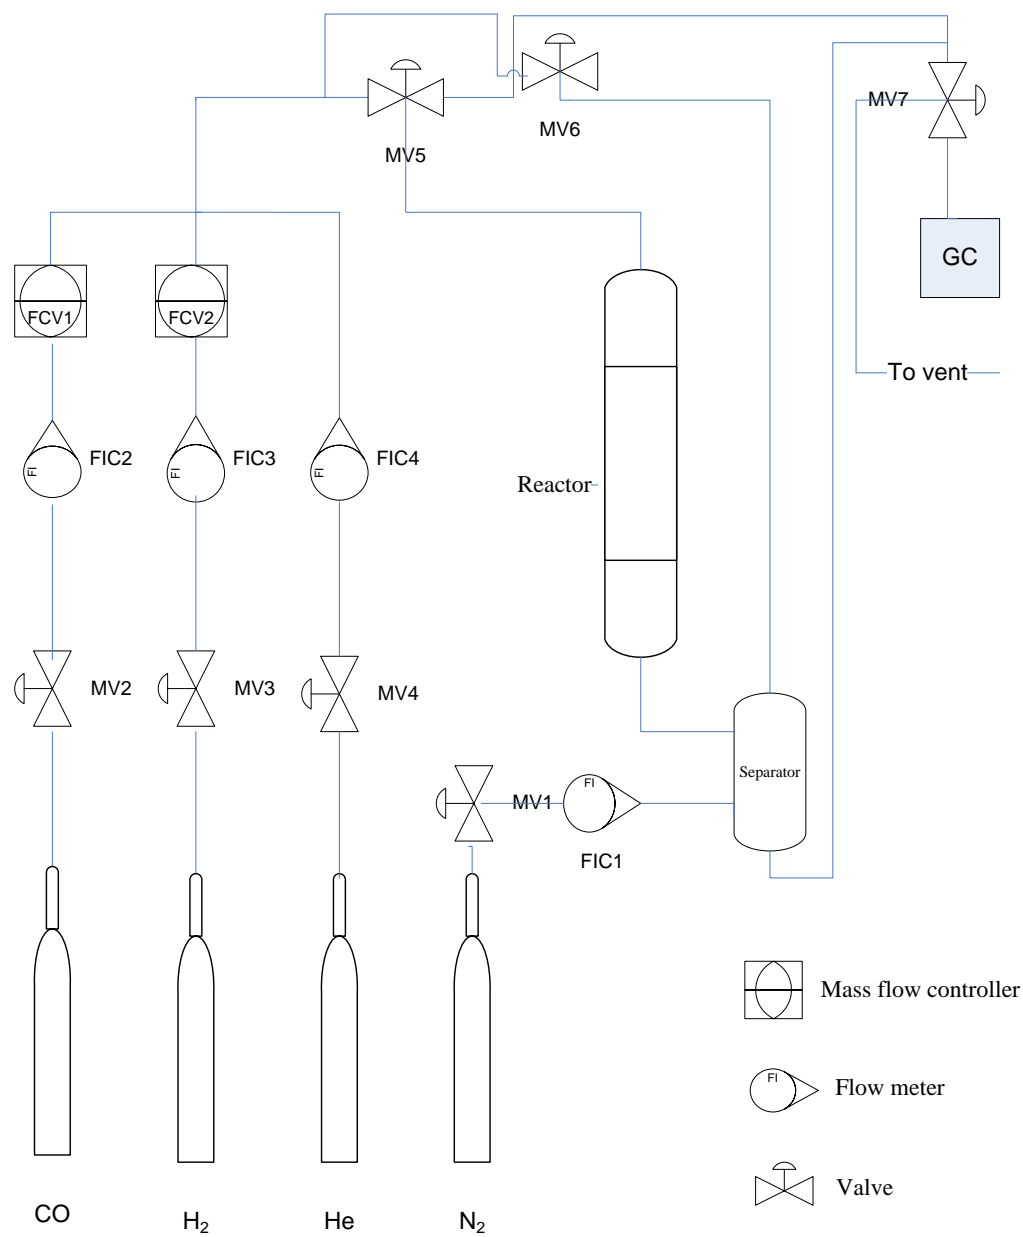 MV5
MV6
MV7
GC
FCV1
FCV2
To vent
FI
FIC2
FI
FIC3
FI
FIC4
Reactor
MV2
MV3
MV4
Separator
FI
MV1
FIC1
Mass flow controller
FI
Flow meter
Valve
CO
H₂
He
N₂